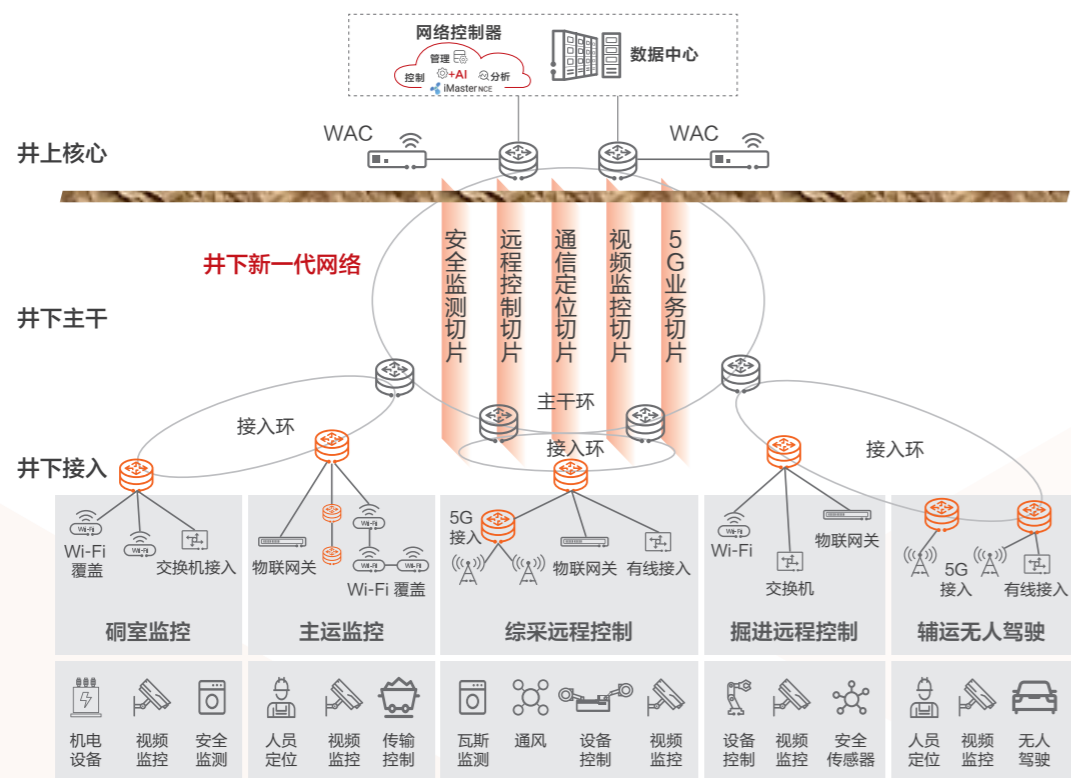 网络控制器
管理
控制
+AI
分析
iMaster NCE
数据中心
WAC
WAC
井上核心
井下新一代网络
安全监测切片
远程控制切片
通信定位切片
视频监控切片
5G业务切片
井下主干
主干环
接入环
接入环
接入环
井下接入
Wi-Fi
Wi-Fi
覆盖
Wi-Fi
交换机接入
硐室监控
物联网关
Wi-Fi
Wi-Fi
Wi-Fi
Wi-Fi 覆盖
主运监控
5G
接入
物联网关
有线接入
综采远程控制
Wi-Fi
Wi-Fi
交换机
物联网关
掘进远程控制
5G
接入
有线接入
辅运无人驾驶
机电
设备
视频
监控
安全
监测
人员
定位
视频
监控
传输
控制
瓦斯
监测
通风
设备
控制
视频
监控
设备
控制
视频
监控
安全
传感器
人员
定位
视频
监控
无人
驾驶